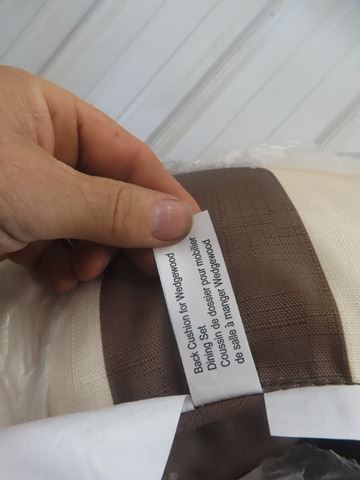 Back Cushion for Wedgewood
Dining Set
Coussin de dossier pour mobilier
de salle à manger Wedgewood